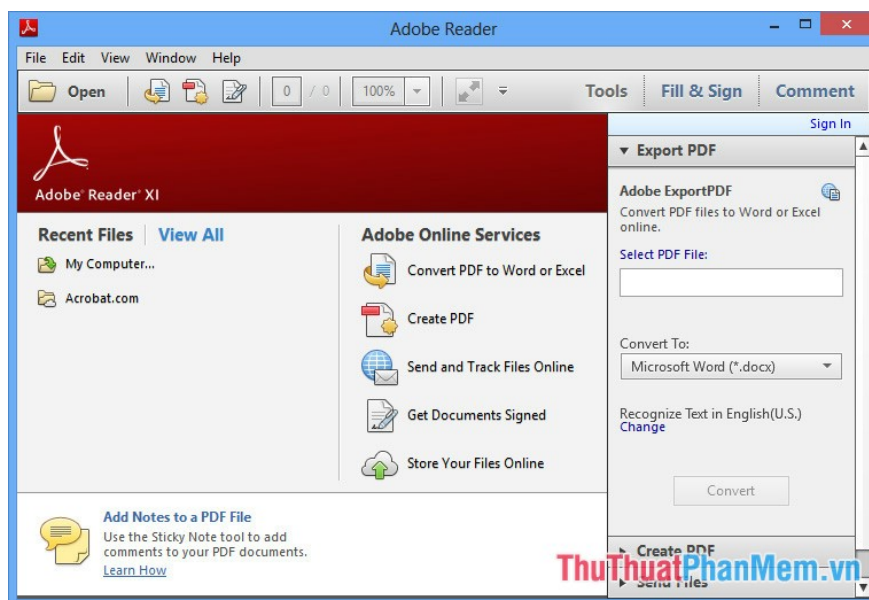 Adobe Reader
File Edit View Window Help
Open 0 / 0 100% Tools Fill & Sign Comment
Sign In
Adobe® Reader® XI
Recent Files View All
My Computer...
Acrobat.com
Adobe Online Services
Convert PDF to Word or Excel
Create PDF
Send and Track Files Online
Get Documents Signed
Store Your Files Online
Add Notes to a PDF File
Use the Sticky Note tool to add
comments to your PDF documents.
Learn How
Export PDF
Adobe ExportPDF
Convert PDF files to Word or Excel
online.
Select PDF File:
Convert To:
Microsoft Word (*.docx)
Recognize Text in English(U.S.)
Change
Convert
Create PDF
Send Files
ThuThuatPhanMem.vn